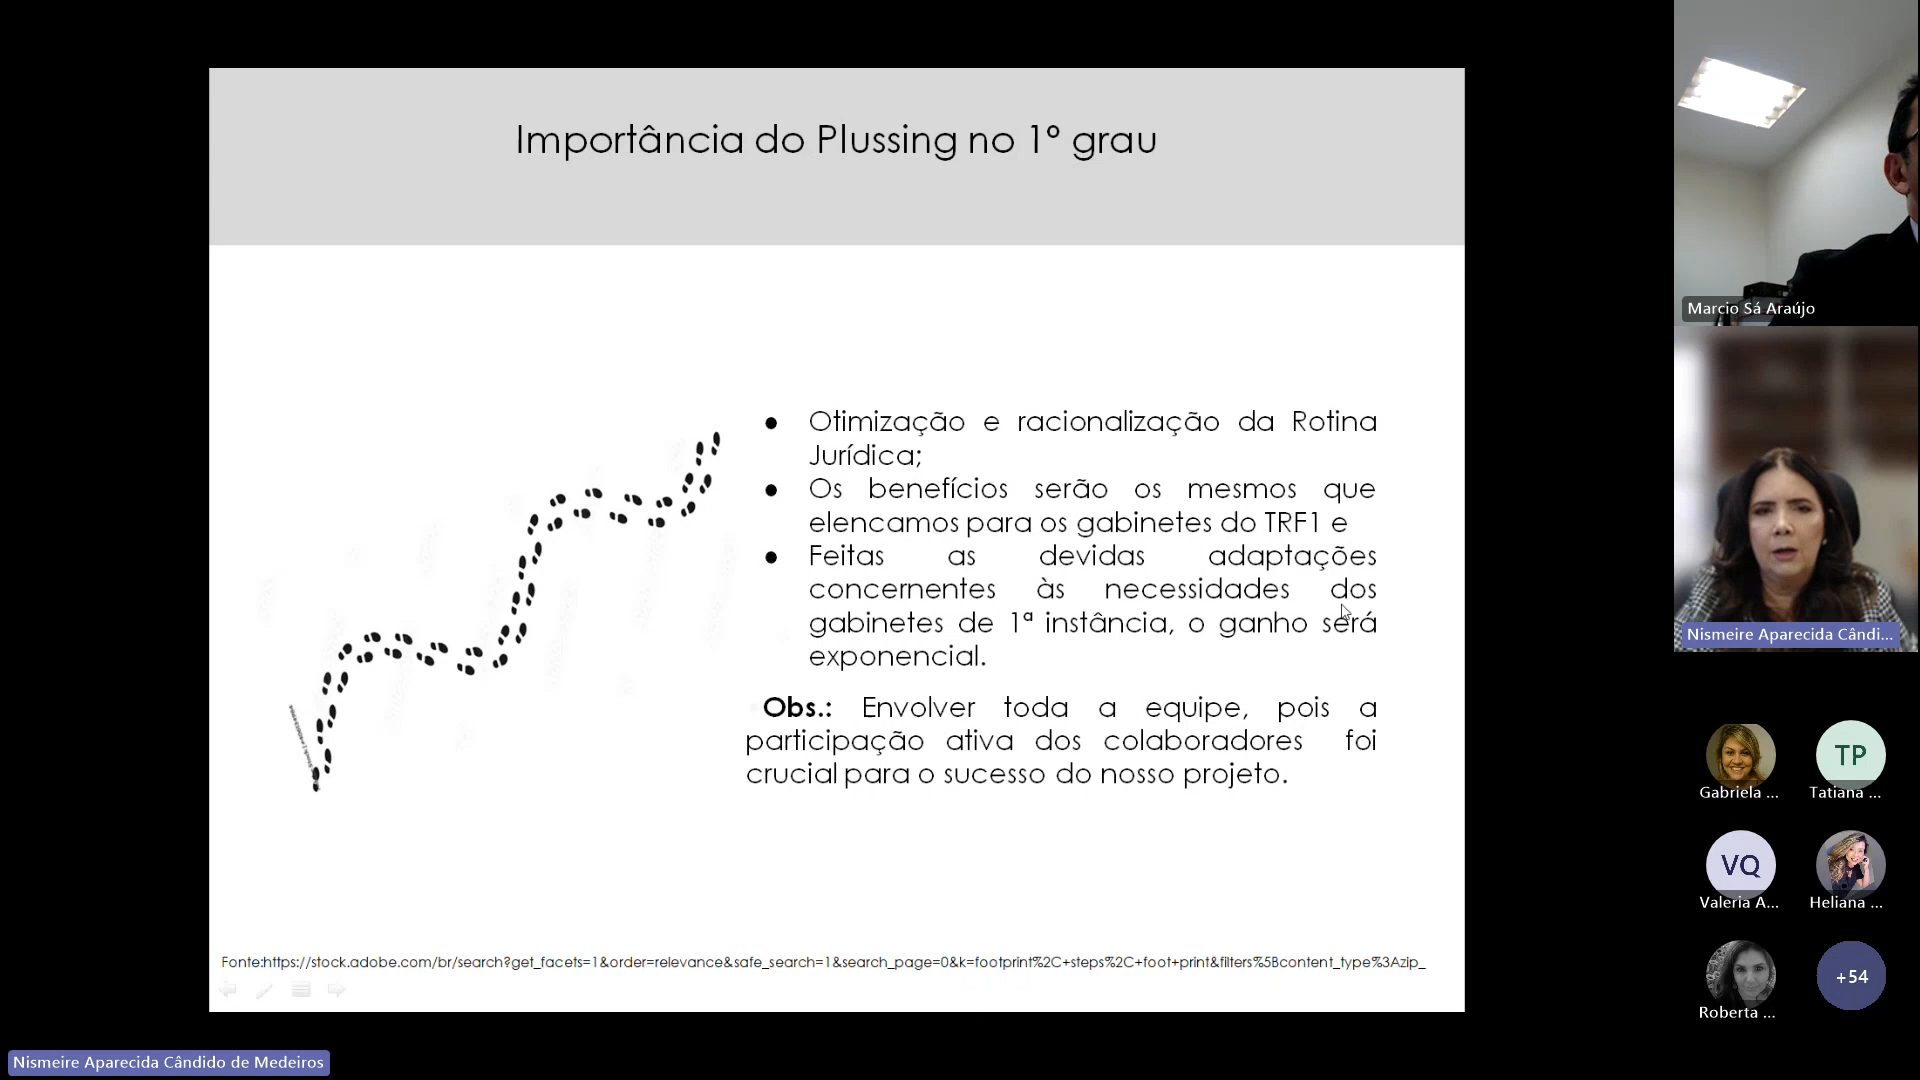 Importância do Plussing no 1º grau
● Otimização e racionalização da Rotina
Jurídica;
● Os benefícios serão os mesmos que
elencamos para os gabinetes do TRF1 e
● Feitas as devidas adaptações
concernentes às necessidades dos
gabinetes de 1ª instância, o ganho será
exponencial.
Obs.: Envolver toda a equipe, pois a
participação ativa dos colaboradores foi
crucial para o sucesso do nosso projeto.
Fonte:https://stock.adobe.com/br/search?get_facets=1&order=relevance&safe_search=1&search_page=0&k=footprint%2C+steps%2C+foot+print&filters%5Bcontent_type%3Azip_
Nismeire Aparecida Cândido de Medeiros
Marcio Sá Araújo
Nismeire Aparecida Cândi...
TP
Gabriela ...
Tatiana ...
VQ
Valeria A...
Heliana ...
+54
Roberta ...